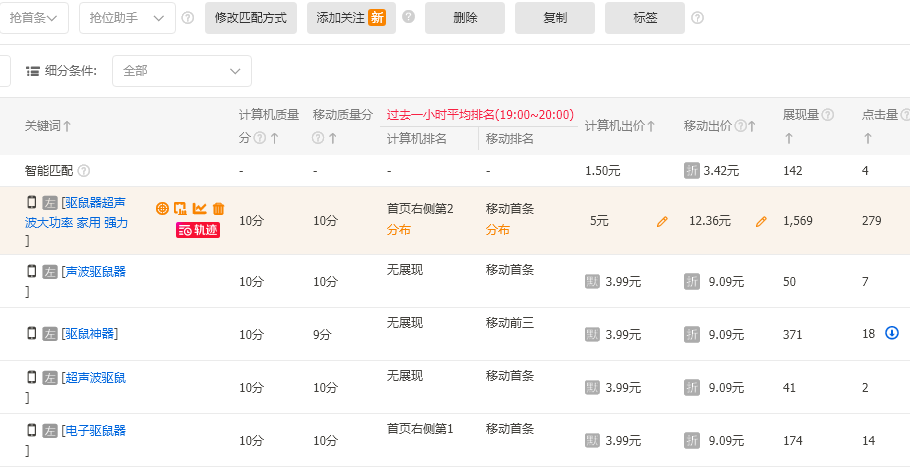 抢首条 抢位助手 修改匹配方式 添加关注 新 删除 复制 标签
细分条件: 全部
关键词↑ 计算机质量分↑ 移动质量分↑ 过去一小时平均排名(19:00~20:00) 计算机排名 移动排名 计算机出价↑ 移动出价↑ 展现量↑ 点击量↑
智能匹配 - - - - 1.50元 折 3.42元 142 4
左 [驱鼠器超声波大功率 家用 强力] 轨迹 10分 10分 首页右侧第2 分布 移动首条 分布 5元 12.36元 1,569 279
左 [声波驱鼠器] 10分 10分 无展现 移动首条 默 3.99元 折 9.09元 50 7
左 [驱鼠神器] 10分 9分 无展现 移动前三 默 3.99元 折 9.09元 371 18
左 [超声波驱鼠] 10分 10分 无展现 移动首条 默 3.99元 折 9.09元 41 2
左 [电子驱鼠器] 10分 10分 首页右侧第1 移动首条 默 3.99元 折 9.09元 174 14